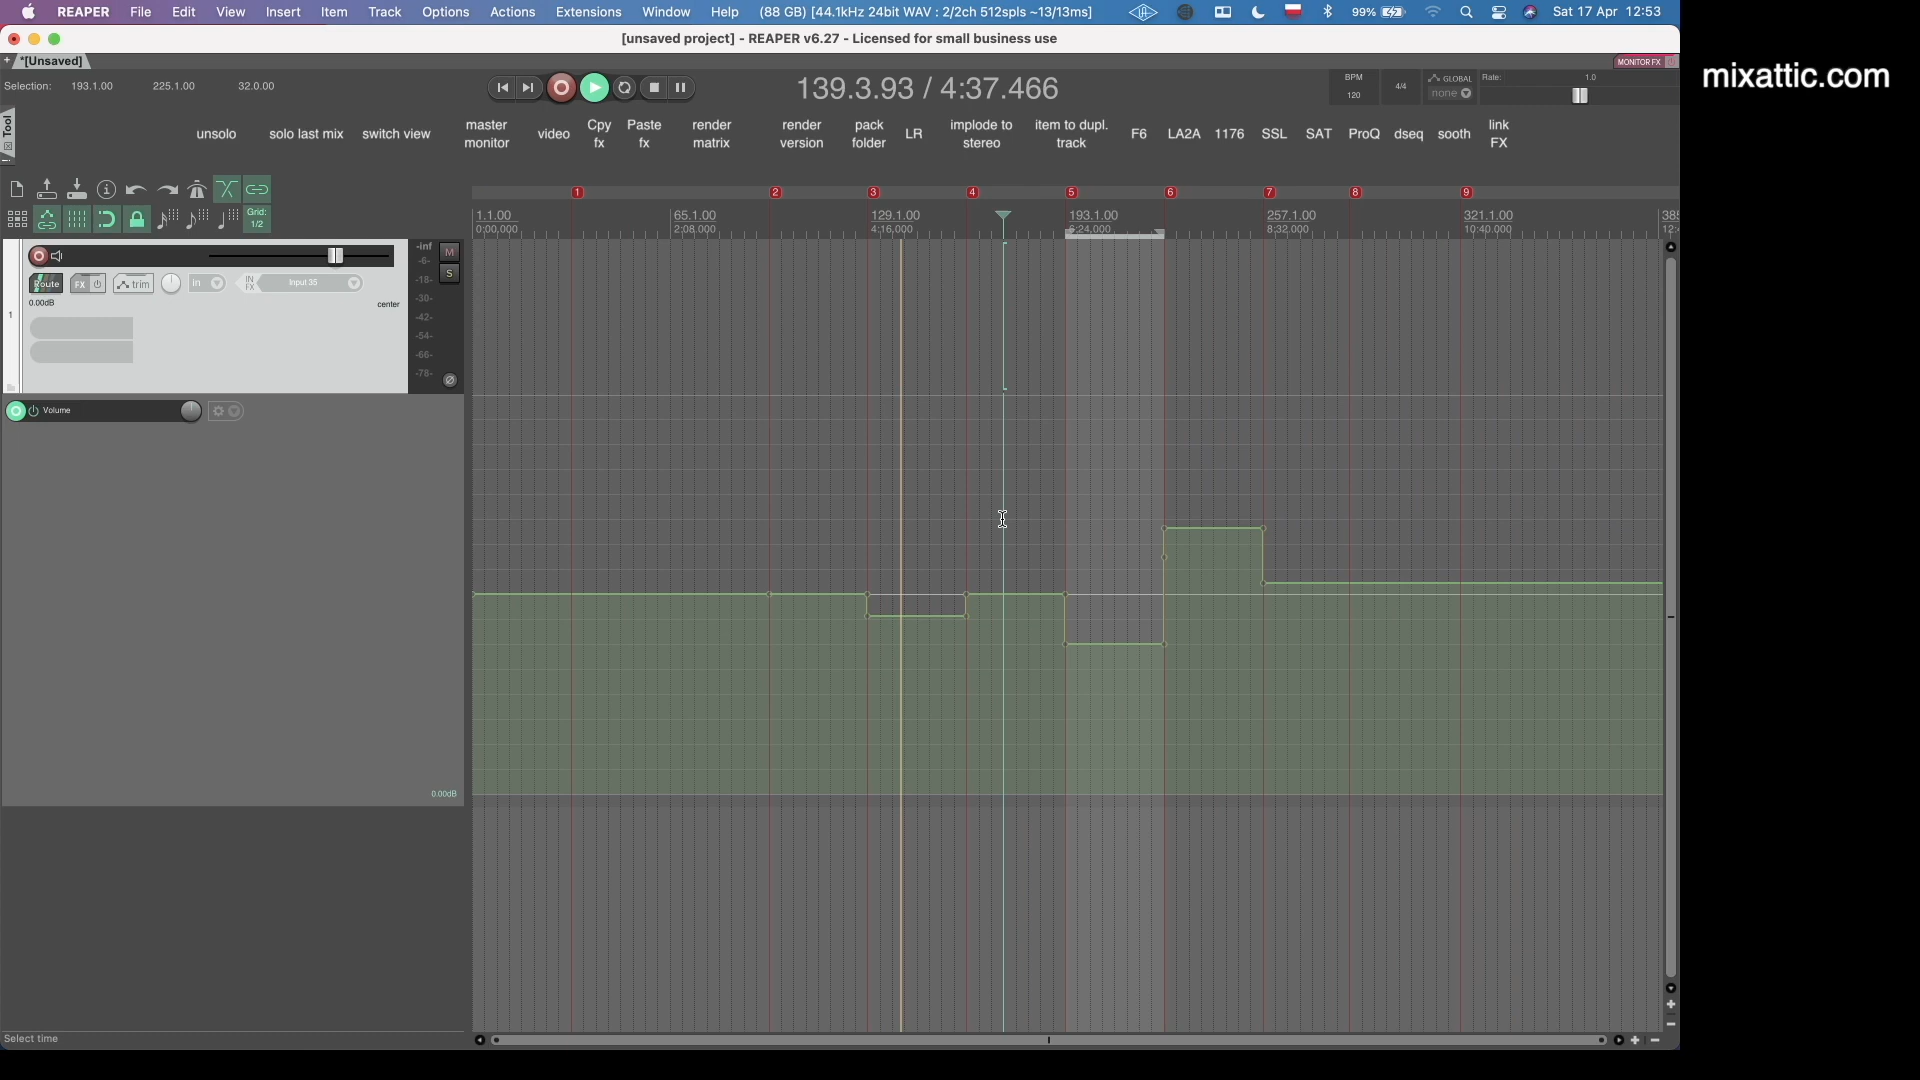 REAPER File Edit View Insert Item Track Options Actions Extensions Window Help (88 GB) [44.1kHz 24bit WAV : 2/2ch 512spls ~13/13ms] 99% Sat 17 Apr 12:53
[unsaved project] - REAPER v6.27 - Licensed for small business use
+ *[Unsaved] MONITOR FX
mixattic.com
Selection: 193.1.00 225.1.00 32.0.00
139.3.93 / 4:37.466
BPM
120
4/4
GLOBAL
none
Rate: 1.0
Tool
unsolo
solo last mix
switch view
master
monitor
video
Cpy
fx
Paste
fx
render
matrix
render
version
pack
folder
LR
implode to
stereo
item to dupl.
track
F6
LA2A
1176
SSL
SAT
ProQ
dseq
sooth
link
FX
Grid:
1/2
1 2 3 4 5 6 7 8 9
1.1.00 65.1.00 129.1.00 193.1.00 257.1.00 321.1.00 385
0:00.000 2:08.000 4:16.000 6:24.000 8:32.000 10:40.000 12:
-inf
-6-
-18-
-30-
-42-
-54-
-66-
-78-
M
S
Route FX trim in IN
FX
Input 35
0.00dB
center
1
Volume
0.00dB
Select time